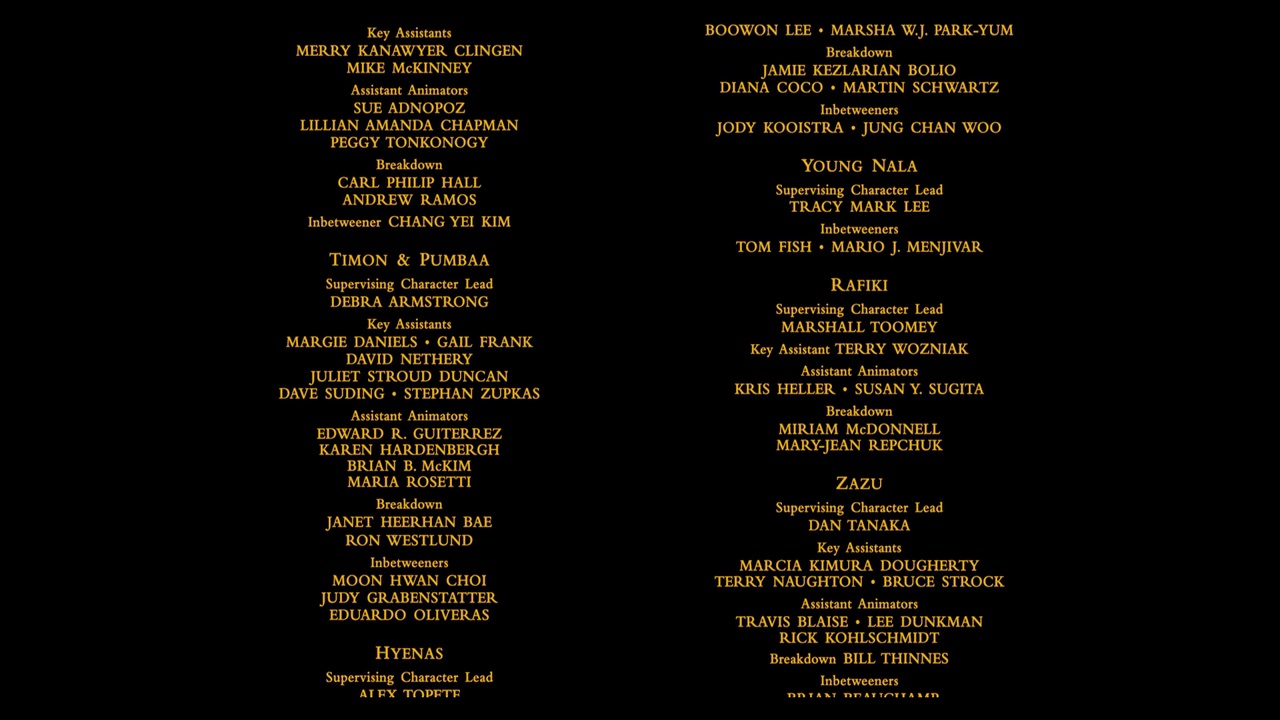 Key Assistants
MERRY KANAWYER CLINGEN
MIKE McKINNEY
Assistant Animators
SUE ADNOPOZ
LILLIAN AMANDA CHAPMAN
PEGGY TONKONOGY
Breakdown
CARL PHILIP HALL
ANDREW RAMOS
Inbetweener CHANG YEI KIM
TIMON & PUMBAA
Supervising Character Lead
DEBRA ARMSTRONG
Key Assistants
MARGIE DANIELS • GAIL FRANK
DAVID NETHERY
JULIET STROUD DUNCAN
DAVE SUDING • STEPHAN ZUPKAS
Assistant Animators
EDWARD R. GUITERREZ
KAREN HARDENBERGH
BRIAN B. McKIM
MARIA ROSETTI
Breakdown
JANET HEERHAN BAE
RON WESTLUND
Inbetweeners
MOON HWAN CHOI
JUDY GRABENSTATTER
EDUARDO OLIVERAS
HYENAS
Supervising Character Lead
ALEX TOPETE
BOOWON LEE • MARSHA W.J. PARK-YUM
Breakdown
JAMIE KEZLARIAN BOLIO
DIANA COCO • MARTIN SCHWARTZ
Inbetweeners
JODY KOOISTRA • JUNG CHAN WOO
YOUNG NALA
Supervising Character Lead
TRACY MARK LEE
Inbetweeners
TOM FISH • MARIO J. MENJIVAR
RAFIKI
Supervising Character Lead
MARSHALL TOOMEY
Key Assistant TERRY WOZNIAK
Assistant Animators
KRIS HELLER • SUSAN Y. SUGITA
Breakdown
MIRIAM McDONNELL
MARY-JEAN REPCHUK
ZAZU
Supervising Character Lead
DAN TANAKA
Key Assistants
MARCIA KIMURA DOUGHERTY
TERRY NAUGHTON • BRUCE STROCK
Assistant Animators
TRAVIS BLAISE • LEE DUNKMAN
RICK KOHLSCHMIDT
Breakdown BILL THINNES
Inbetweeners
BRIAN BEAUCHAMP